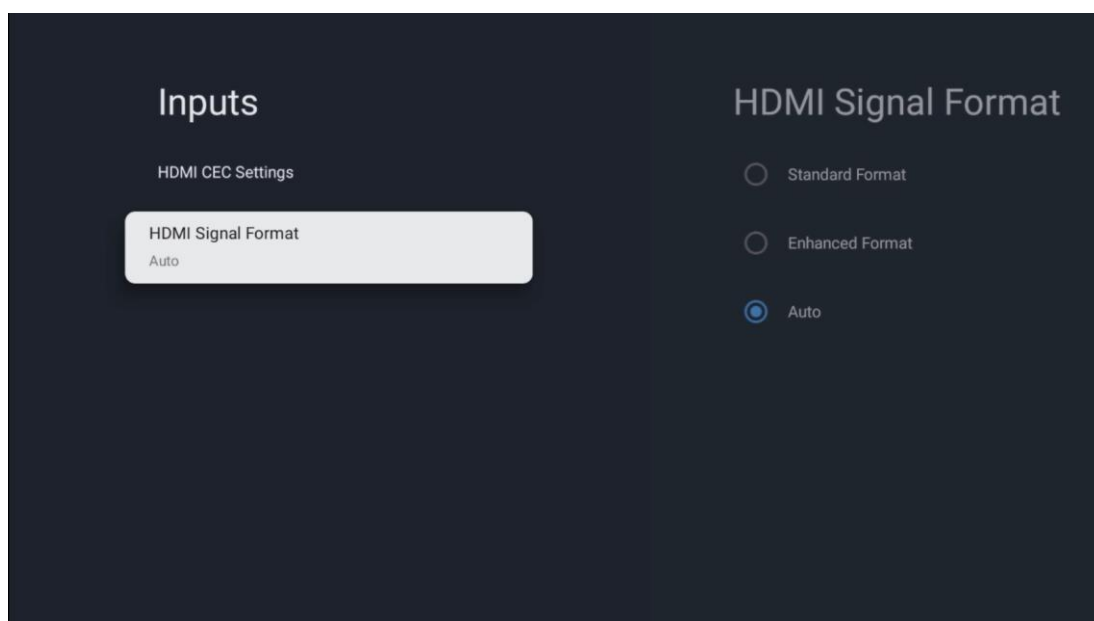 Inputs
HDMI CEC Settings
HDMI Signal Format
Auto
HDMI Signal Format
Standard Format
Enhanced Format
Auto